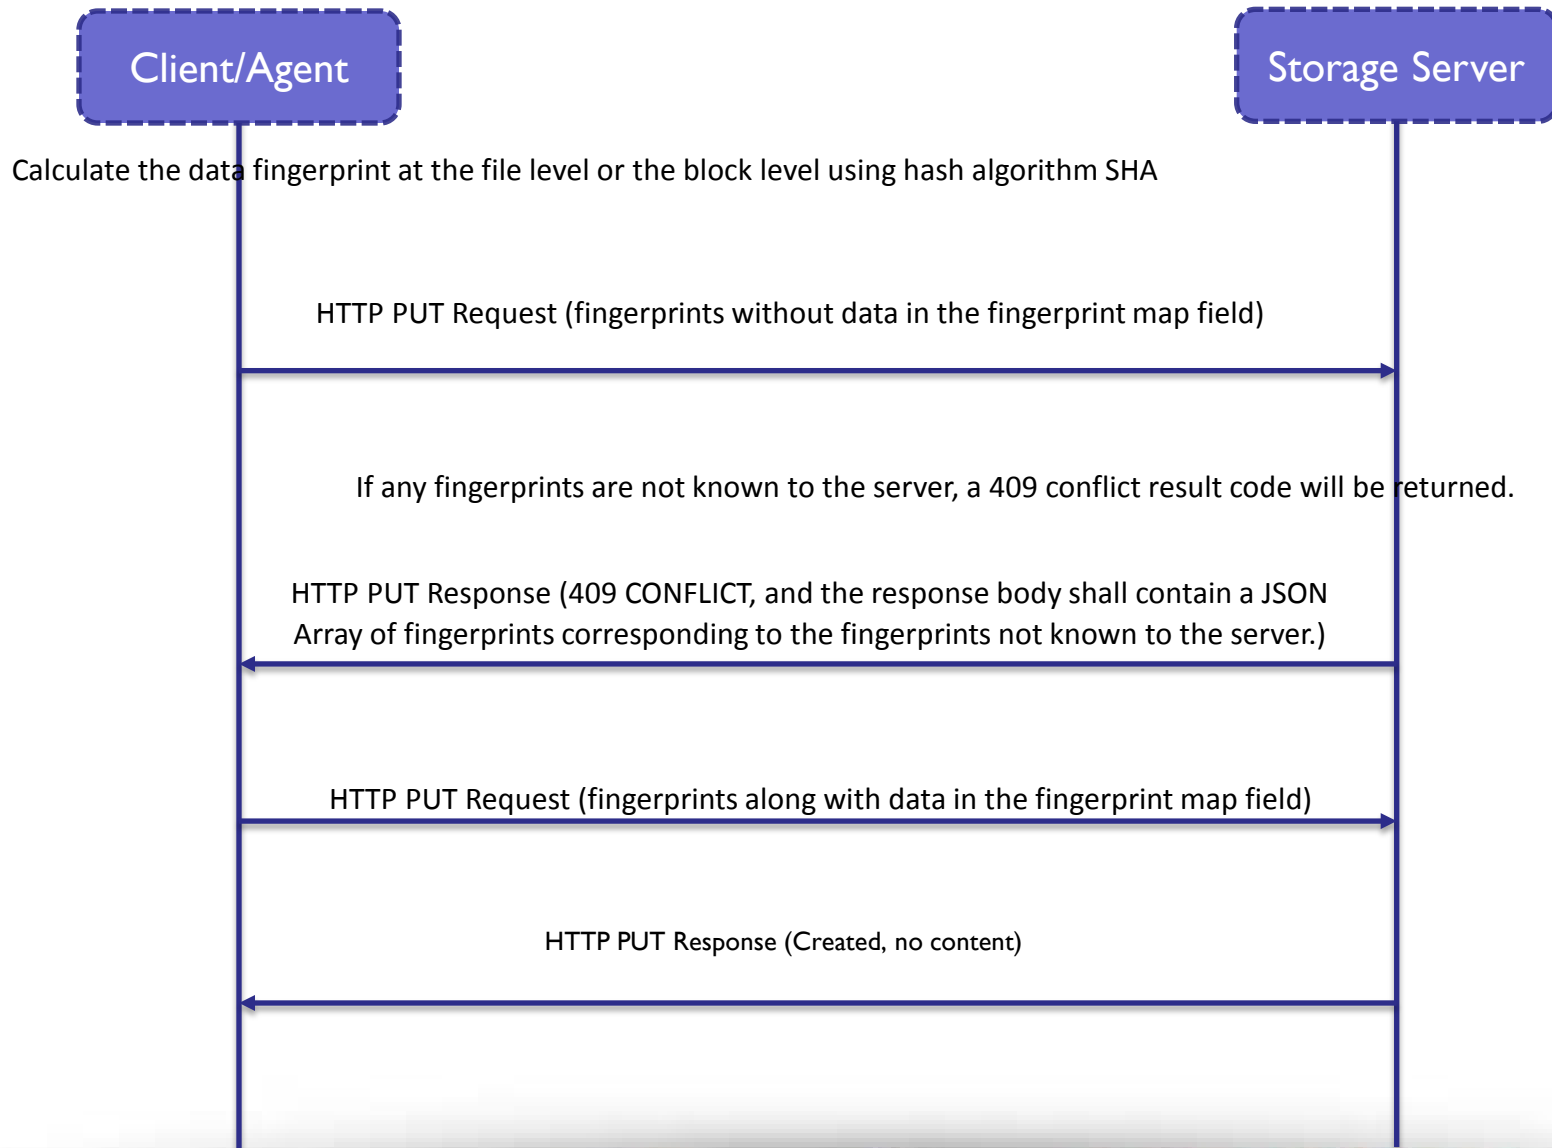 Client/Agent
Storage Server
Calculate the data fingerprint at the file level or the block level using hash algorithm SHA
HTTP PUT Request (fingerprints without data in the fingerprint map field)
If any fingerprints are not known to the server, a 409 conflict result code will be returned.
HTTP PUT Response (409 CONFLICT, and the response body shall contain a JSON
Array of fingerprints corresponding to the fingerprints not known to the server.)
HTTP PUT Request (fingerprints along with data in the fingerprint map field)
HTTP PUT Response (Created, no content)